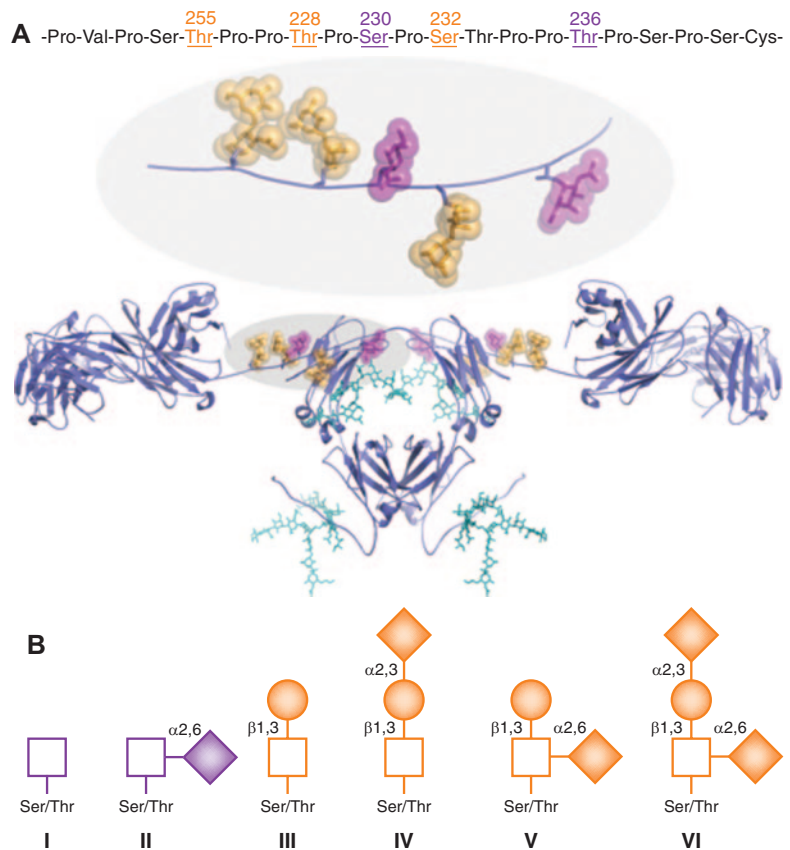 255 228 230 232 236
A -Pro-Val-Pro-Ser-Thr-Pro-Pro-Thr-Pro-Ser-Pro-Ser-Thr-Pro-Pro-Thr-Pro-Ser-Pro-Ser-Cys-
B
α2,3 α2,3
α2,6 β1,3 β1,3 β1,3 α2,6 β1,3 α2,6
Ser/Thr Ser/Thr Ser/Thr Ser/Thr Ser/Thr Ser/Thr
I II III IV V VI